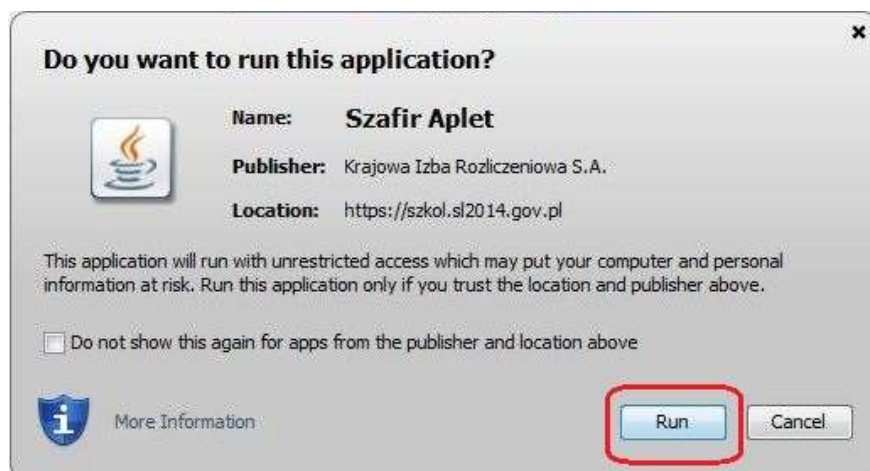 Do you want to run this application?
Name: Szafir Aplet
Publisher: Krajowa Izba Rozliczeniowa S.A.
Location: https://szkol.sl2014.gov.pl
This application will run with unrestricted access which may put your computer and personal
information at risk. Run this application only if you trust the location and publisher above.
Do not show this again for apps from the publisher and location above
More Information
Run Cancel